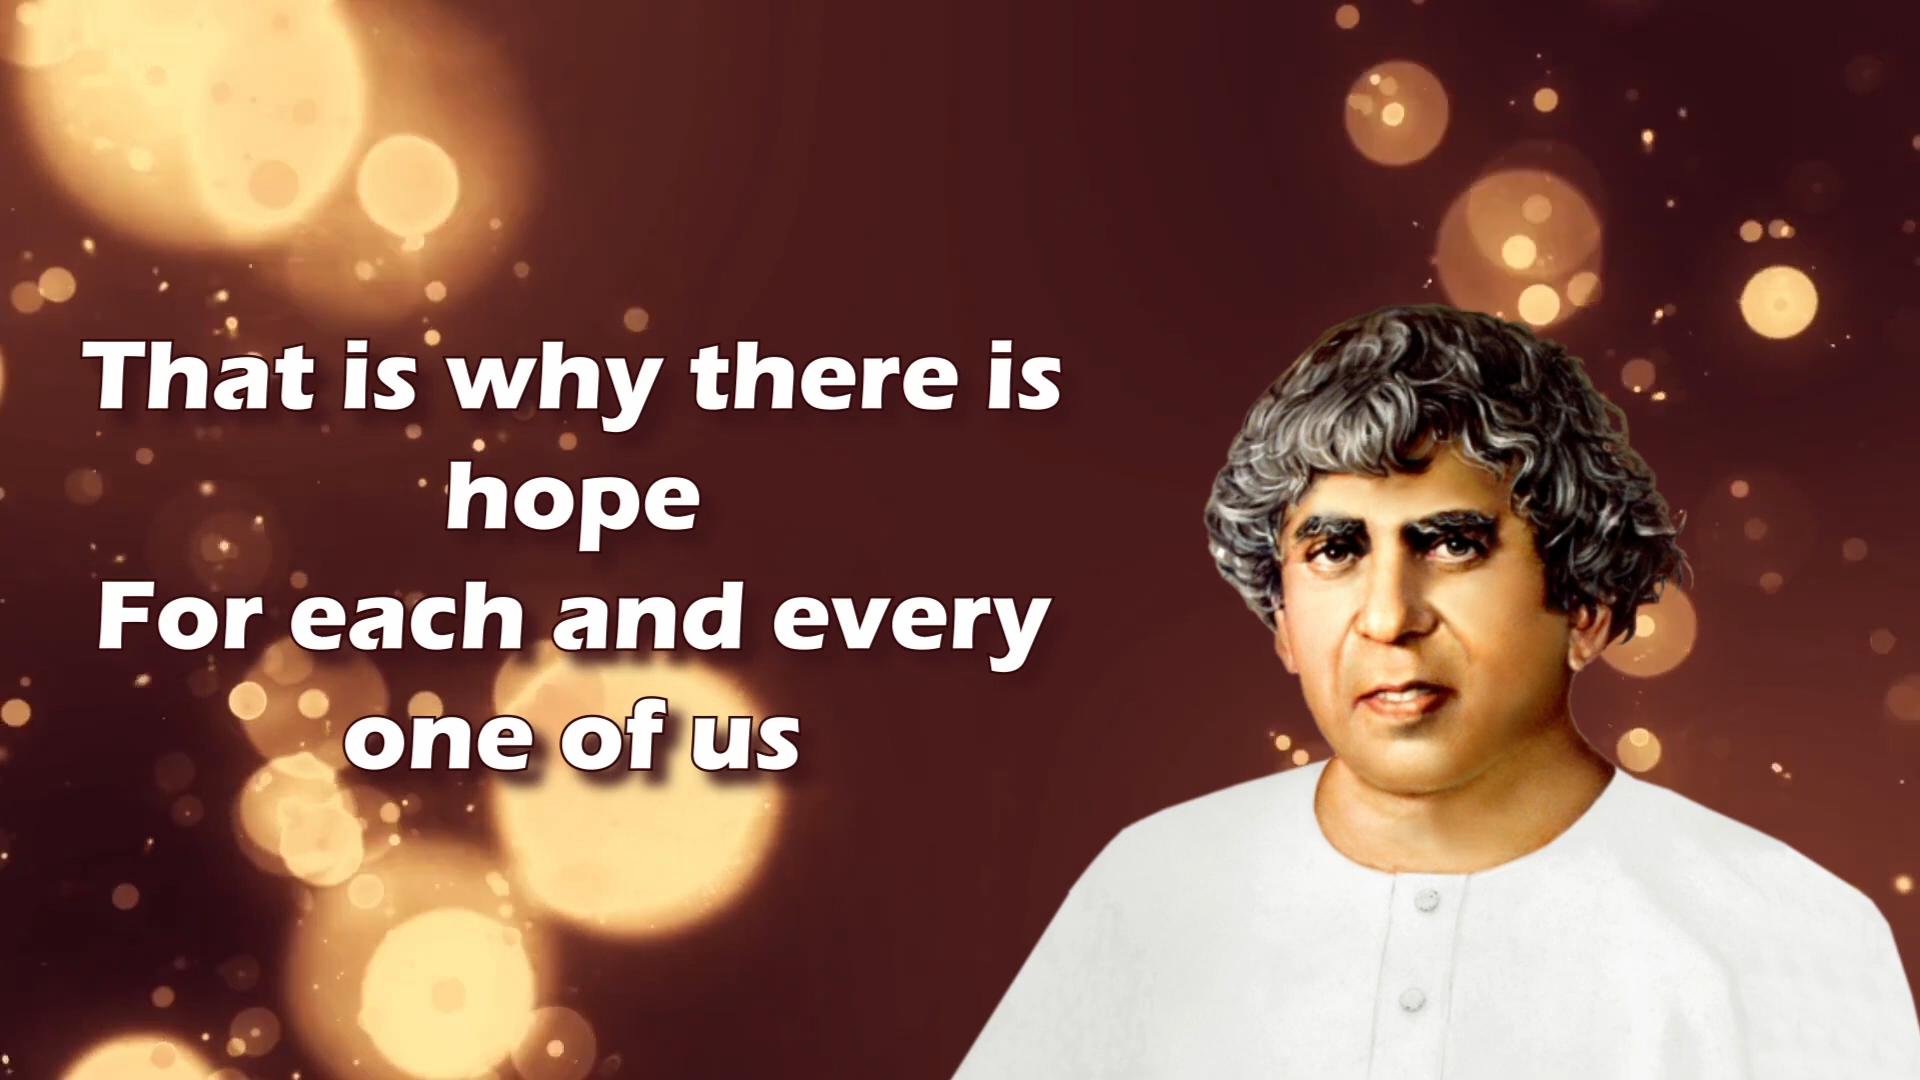 That is why there is
hope
For each and every
one of us